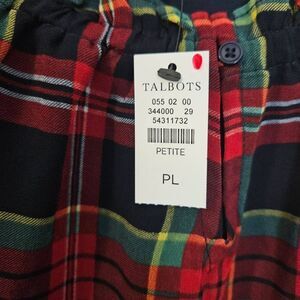 TALBOTS
055 02 00
344000 29
54311732
PETITE
PL